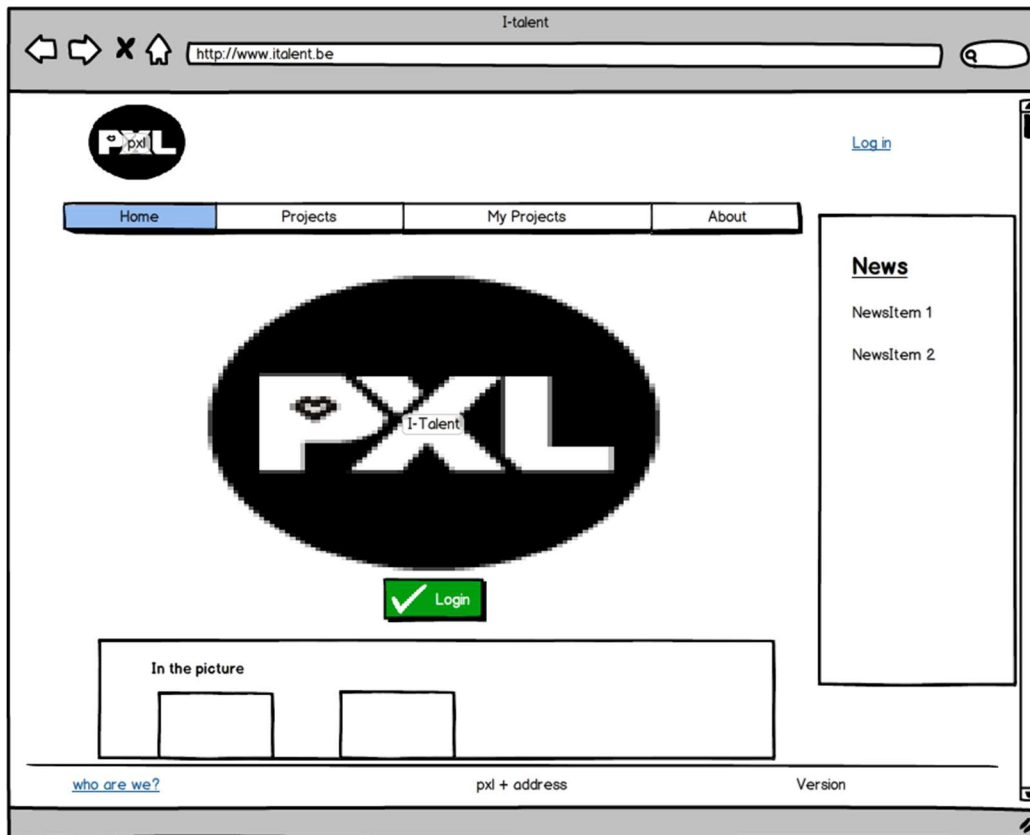 I-talent
http://www.italent.be
PXL
pxl
Log in
Home Projects My Projects About
News
NewsItem 1
NewsItem 2
PXL
I-Talent
Login
In the picture
who are we? pxl + address Version